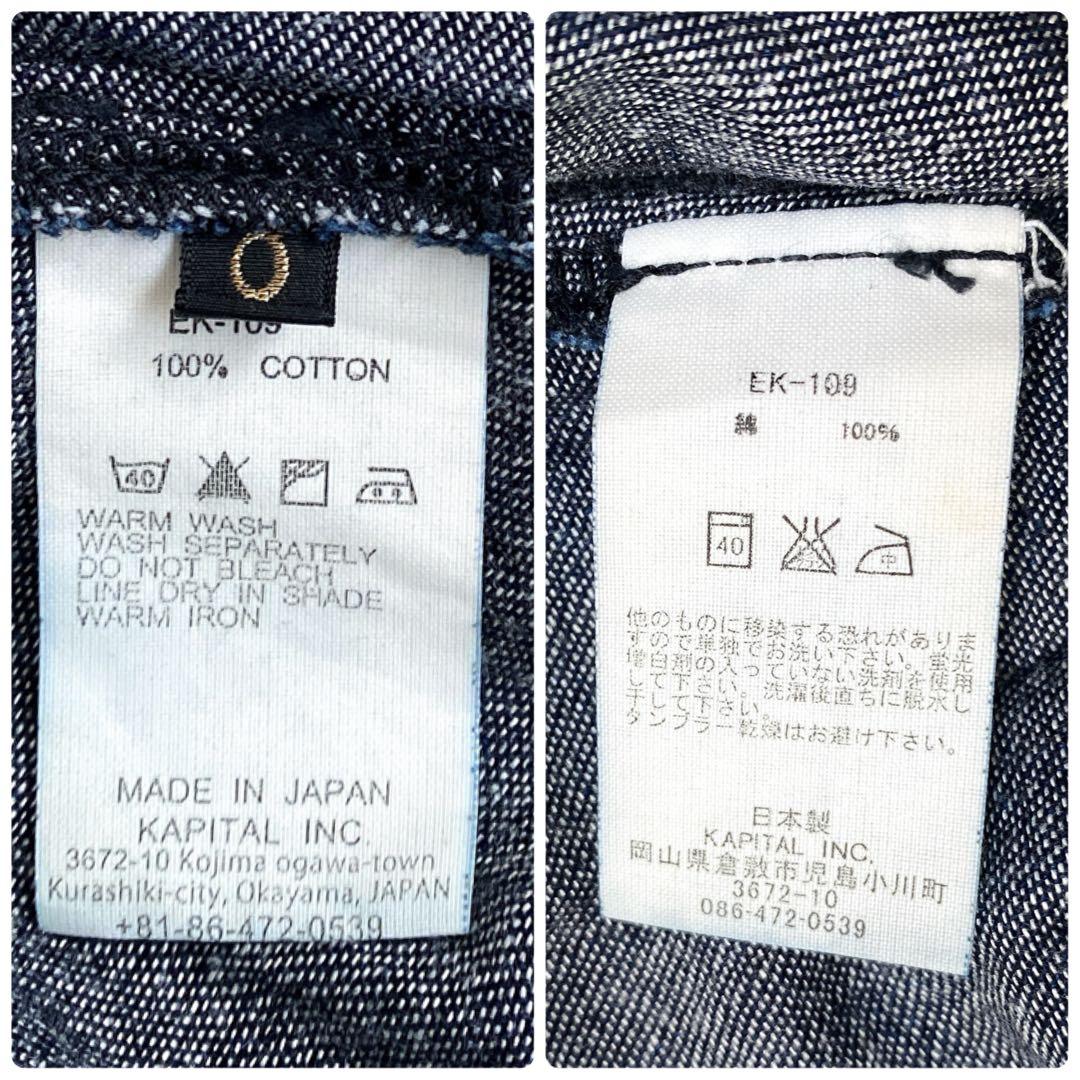 0
EK-109
100% COTTON
40
WARM WASH
WASH SEPARATELY
DO NOT BLEACH
LINE DRY IN SHADE
WARM IRON
MADE IN JAPAN
KAPITAL INC.
3672-10 Kojima ogawa-town
Kurashiki-city, Okayama, JAPAN
+81-86-472-0539
EK-109
綿 100%
40 中
他のものに移染する恐れがありま
すので単独でお洗い下さい。蛍光
僧白剤の入っていない洗剤を使用
して下さい。洗濯後直ちに脱水し
干して下さい。
タンブラー乾燥はお避け下さい。
日本製
KAPITAL INC.
岡山県倉敷市児島小川町
3672-10
086-472-0539